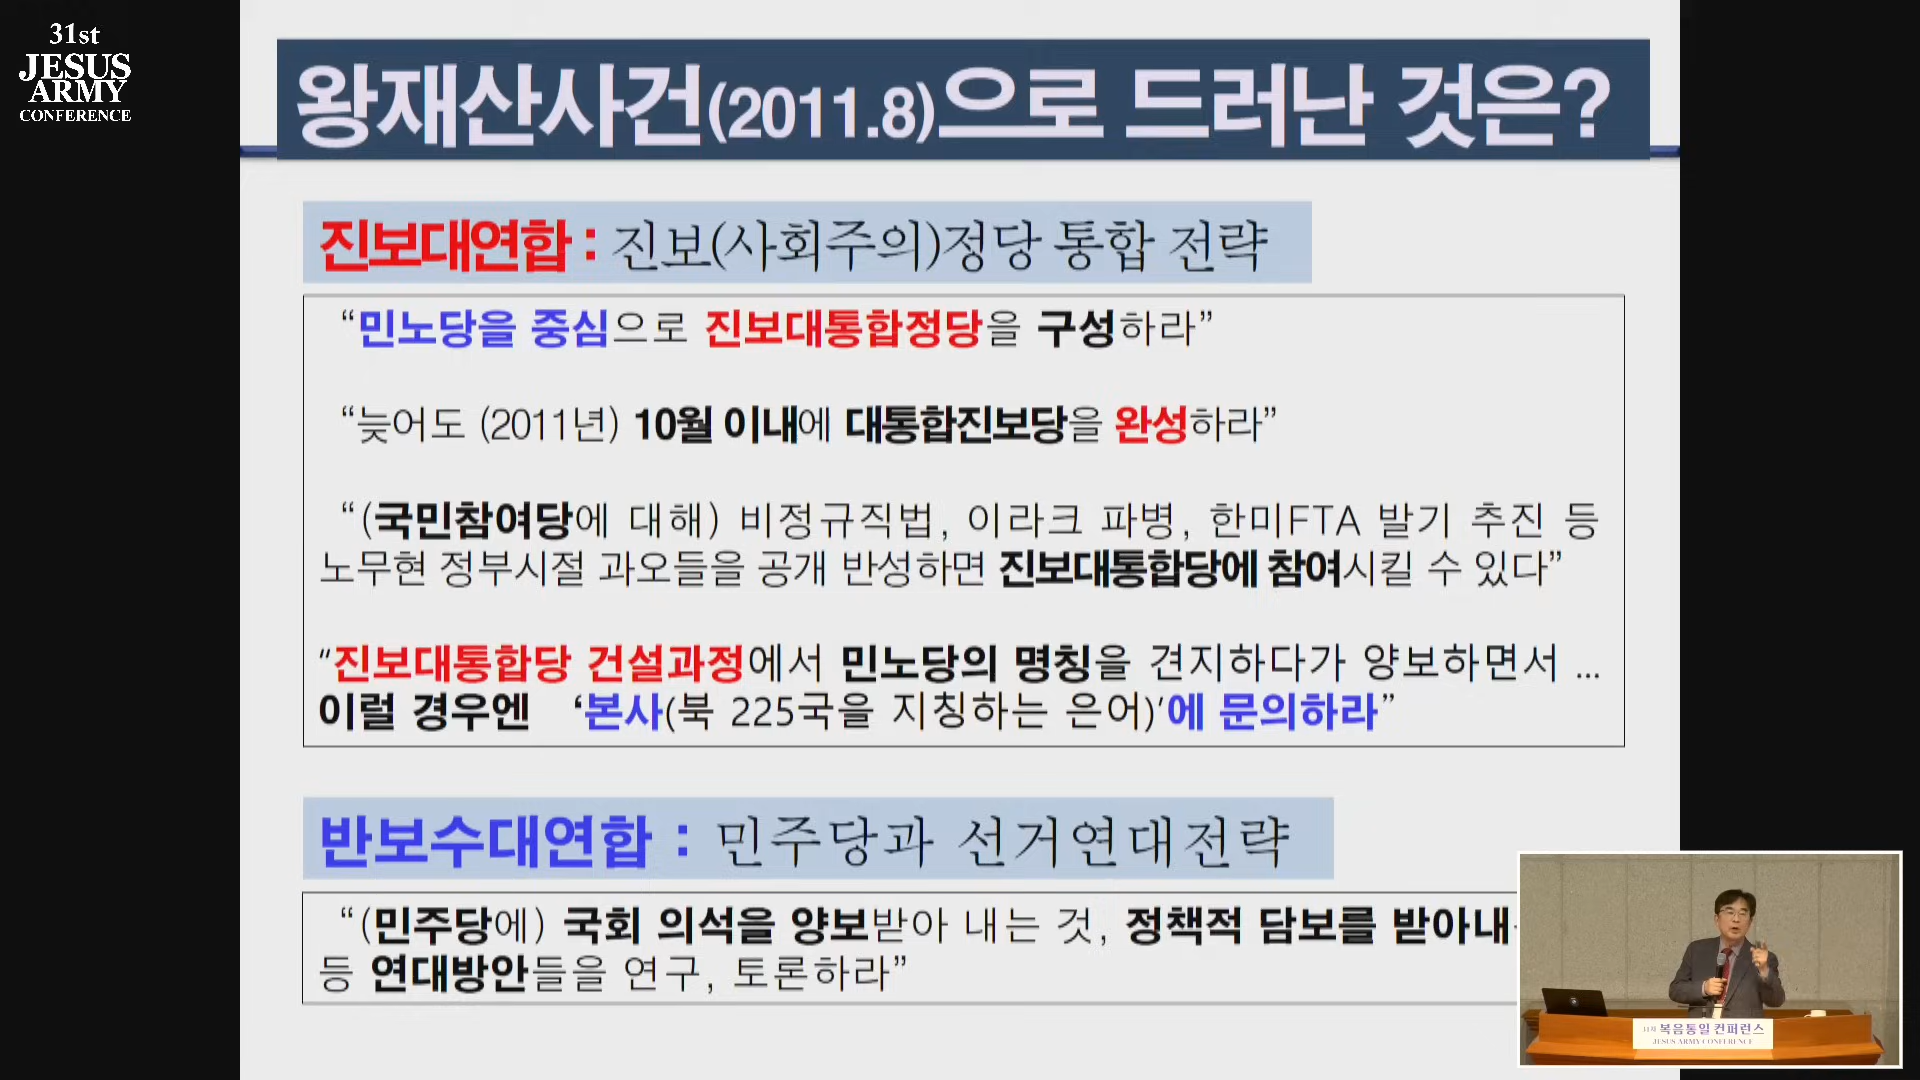 31st
JESUS
ARMY
CONFERENCE
왕재산사건(2011.8)으로 드러난 것은?
진보대연합 : 진보(사회주의)정당 통합 전략
“민노당을 중심으로 진보대통합정당을 구성하라”
“늦어도 (2011년) 10월 이내에 대통합진보당을 완성하라”
“(국민참여당에 대해) 비정규직법, 이라크 파병, 한미FTA 발기 추진 등
노무현 정부시절 과오들을 공개 반성하면 진보대통합당에 참여시킬 수 있다”
“진보대통합당 건설과정에서 민노당의 명칭을 견지하다가 양보하면서 ...
이럴 경우엔 ‘본사(북 225국을 지칭하는 은어)’에 문의하라”
반보수대연합 : 민주당과 선거연대전략
“(민주당에) 국회 의석을 양보받아 내는 것, 정책적 담보를 받아내
등 연대방안들을 연구, 토론하라”
31차 복음통일 컨퍼런스
JESUS ARMY CONFERENCE